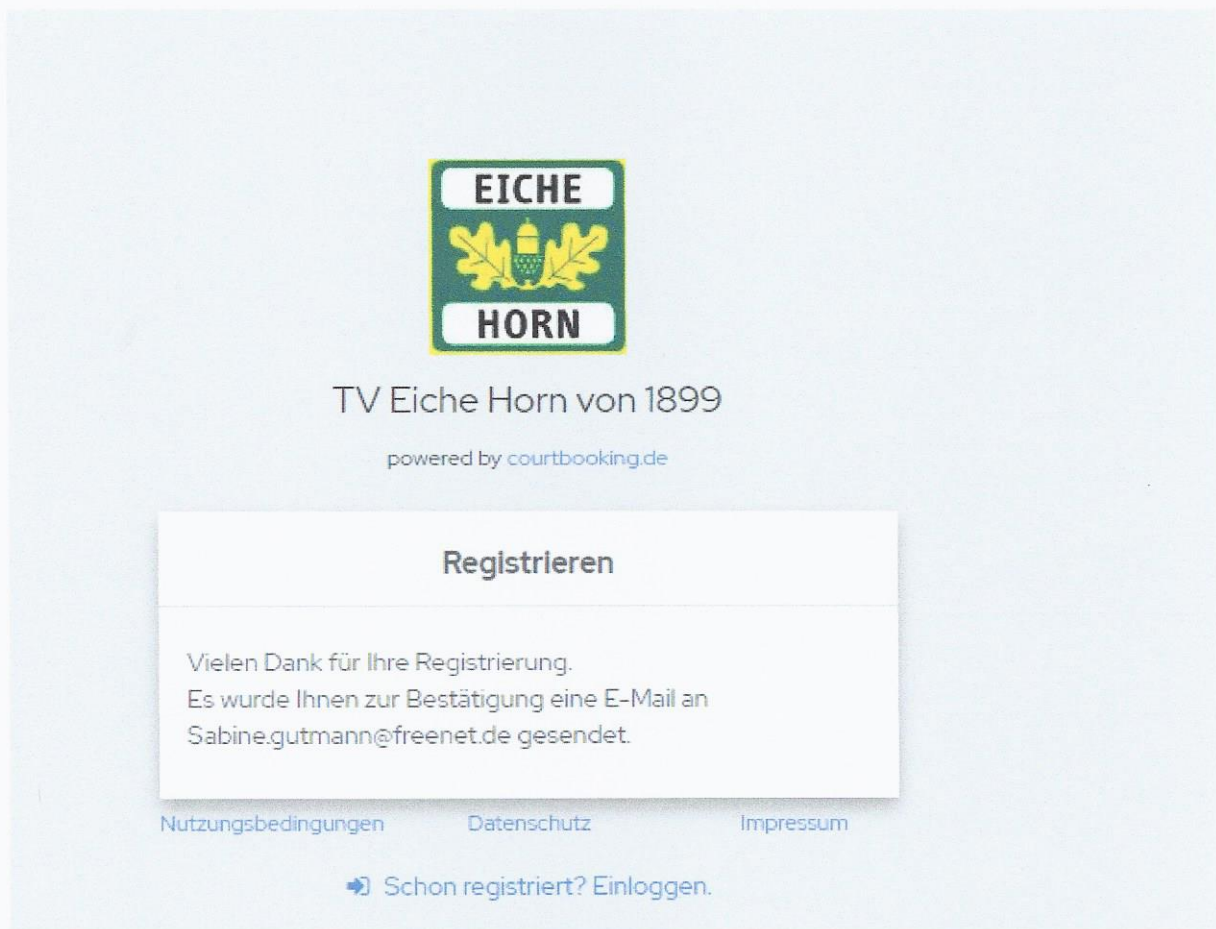 EICHE
HORN
TV Eiche Horn von 1899
powered by courtbooking.de
Registrieren
Vielen Dank für Ihre Registrierung.
Es wurde Ihnen zur Bestätigung eine E-Mail an
Sabine.gutmann@freenet.de gesendet.
Nutzungsbedingungen Datenschutz Impressum
Schon registriert? Einloggen.